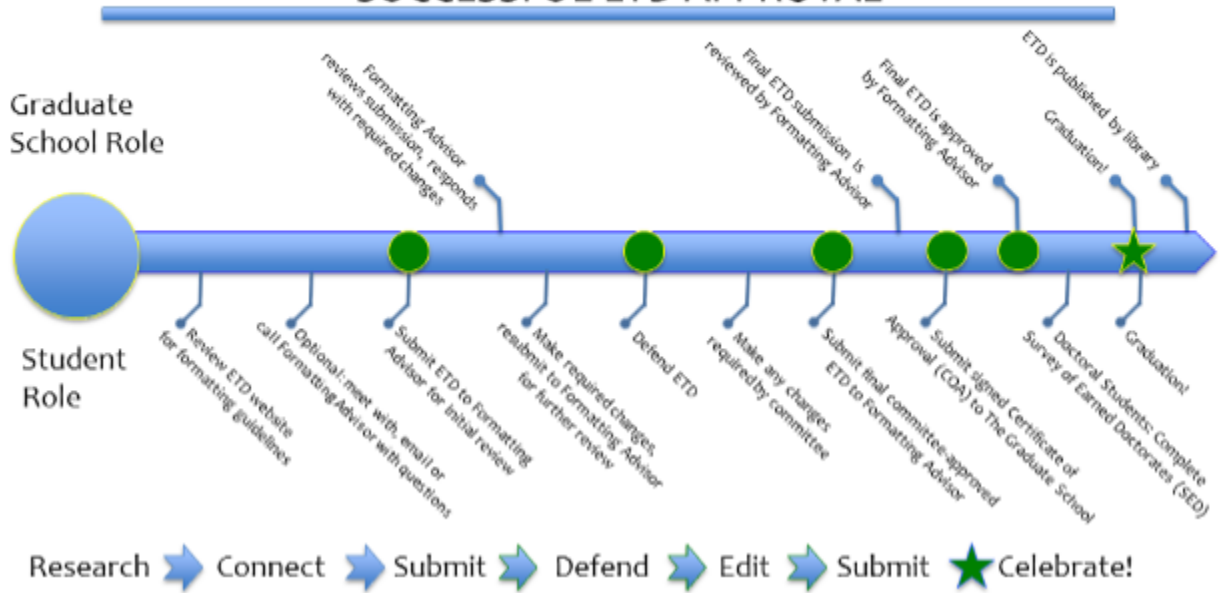 SUCCESSFUL ETD APPROVAL
Graduate
School Role
Formatting Advisor
reviews submission, responds
with required changes
Final ETD submission is
reviewed by Formatting Advisor
Final ETD is approved
by Formatting Advisor
Graduation!
ETD is published by library
Student
Role
Review ETD website
for formatting guidelines
Optional: meet with, email or
call Formatting Advisor with questions
Submit ETD to Formatting
Advisor for Initial review
Make required changes,
resubmit to Formatting Advisor
for further review
Defend ETD
Make any changes
required by committee
Submit final committee-approved
ETD to Formatting Advisor
Submit signed Certificate of
Approval (COA) to The Graduate School
Doctoral Students: Complete
Survey of Earned Doctorates (SED)
Graduation!
Research Connect Submit Defend Edit Submit Celebrate!